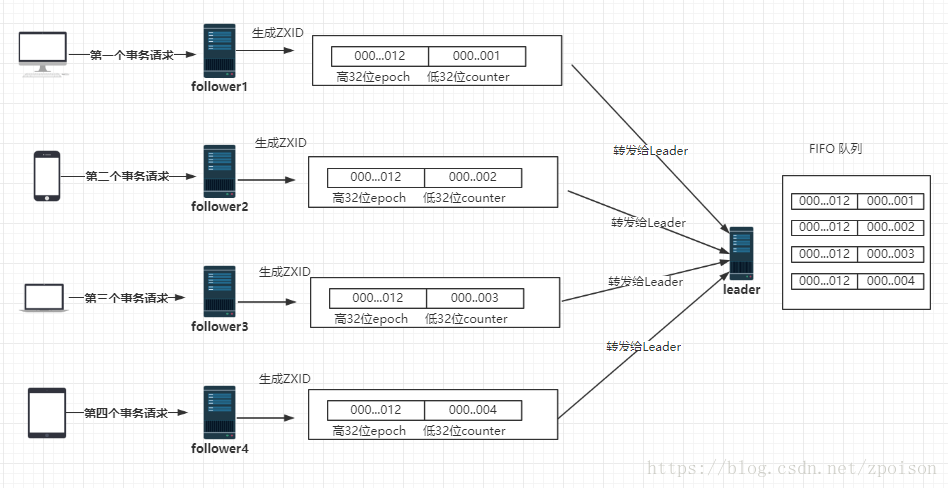 第一个事务请求
follower1
生成ZXID
000...012 000..001
高32位epoch 低32位counter
转发给Leader
第二个事务请求
follower2
生成ZXID
000...012 000..002
高32位epoch 低32位counter
转发给Leader
第三个事务请求
follower3
生成ZXID
000...012 000..003
高32位epoch 低32位counter
转发给Leader
第四个事务请求
follower4
生成ZXID
000...012 000..004
高32位epoch 低32位counter
转发给Leader
leader
FIFO 队列
000...012 000..001
000...012 000..002
000...012 000..003
000...012 000..004
https://blog.csdn.net/zpoison